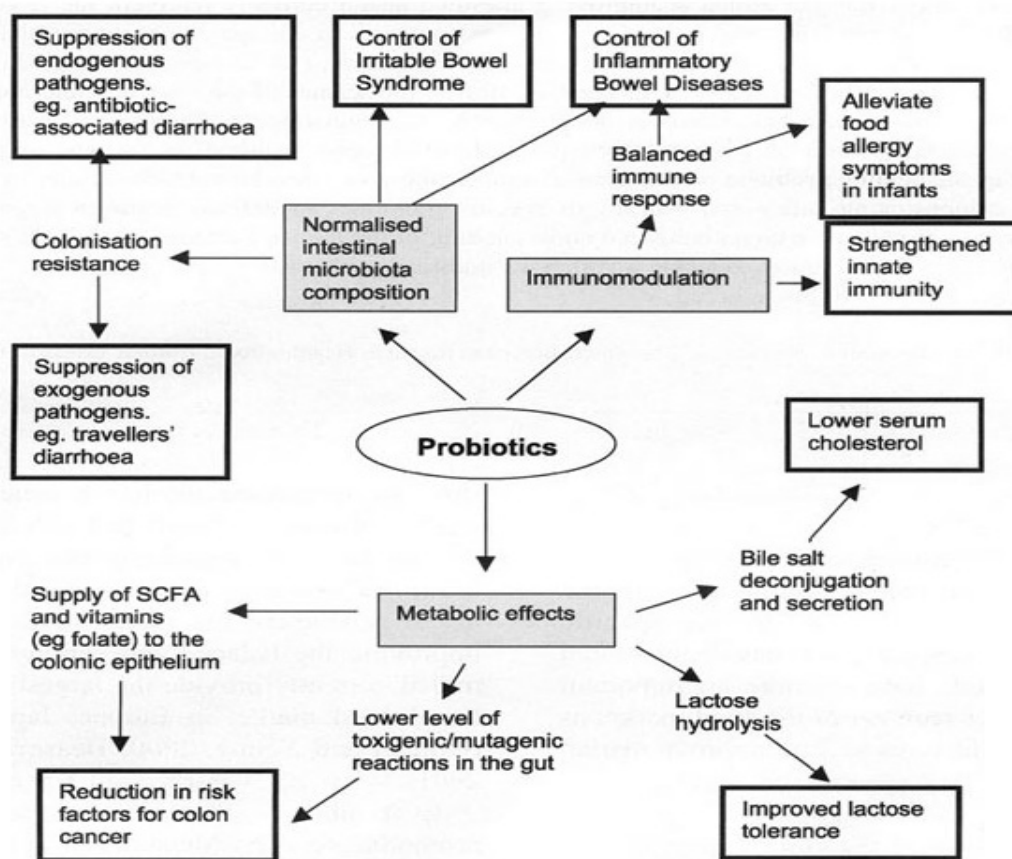 Suppression of
endogenous
pathogens.
eg. antibiotic-
associated diarrhoea
Control of
Irritable Bowel
Syndrome
Control of
Inflammatory
Bowel Diseases
Alleviate
food
allergy
symptoms
in infants
Balanced
immune
response
Colonisation
resistance
Normalised
intestinal
microbiota
composition
Immunomodulation
Strengthened
innate
immunity
Suppression of
exogenous
pathogens.
eg. travellers'
diarrhoea
Probiotics
Lower serum
cholesterol
Bile salt
deconjugation
and secretion
Metabolic effects
Supply of SCFA
and vitamins
(eg folate) to the
colonic epithelium
Lower level of
toxigenic/mutagenic
reactions in the gut
Lactose
hydrolysis
Reduction in risk
factors for colon
cancer
Improved lactose
tolerance